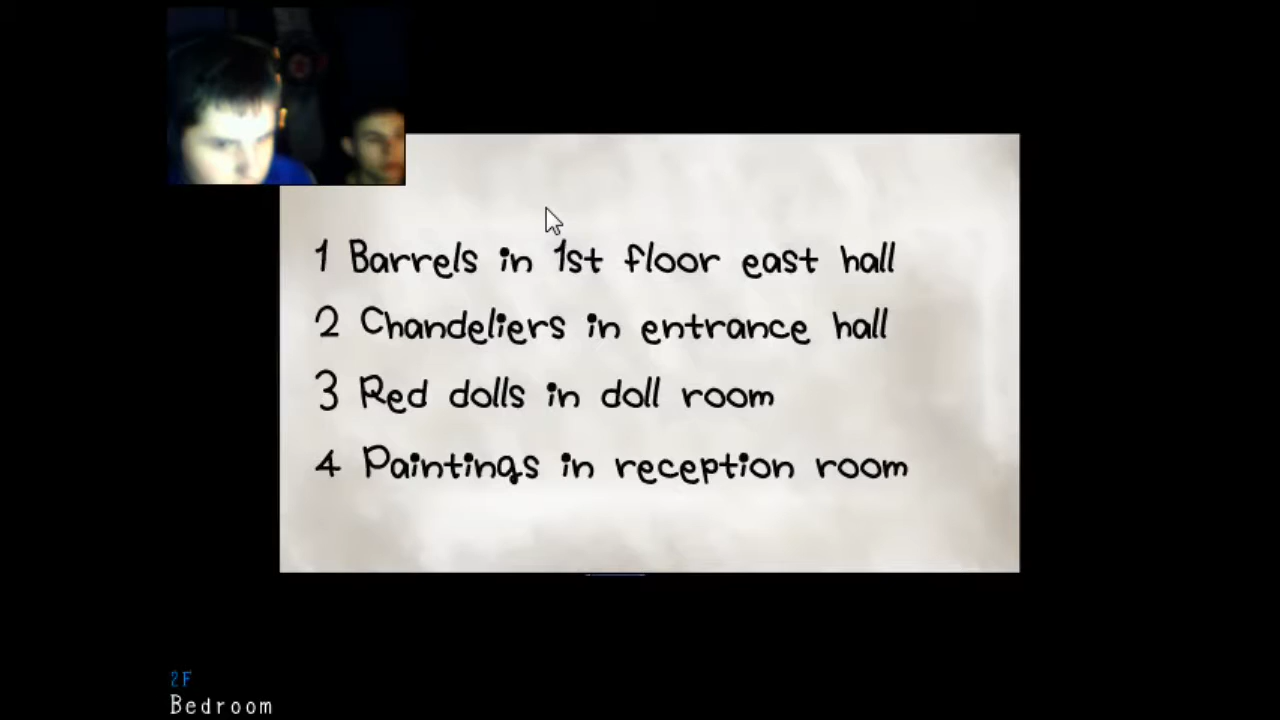 1 Barrels in 1st floor east hall
2 Chandeliers in entrance hall
3 Red dolls in doll room
4 Paintings in reception room
2F
Bedroom